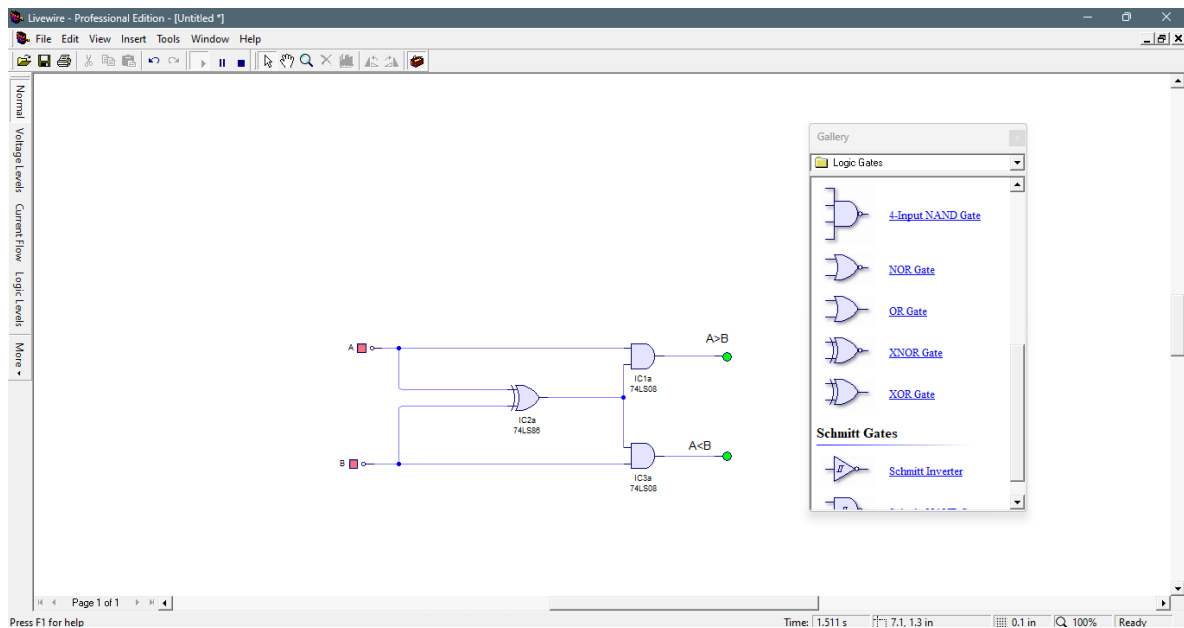 Livewire - Professional Edition - [Untitled *]
File Edit View Insert Tools Window Help
Normal
Voltage Levels
Current Flow
Logic Levels
More
Gallery
Logic Gates
4-Input NAND Gate
NOR Gate
OR Gate
XNOR Gate
XOR Gate
Schmitt Gates
Schmitt Inverter
A
B
IC2a
74LS86
IC1a
74LS08
IC3a
74LS08
A>B
A<B
Page 1 of 1
Press F1 for help
Time: 1.511 s
7.1, 1.3 in
0.1 in
100%
Ready